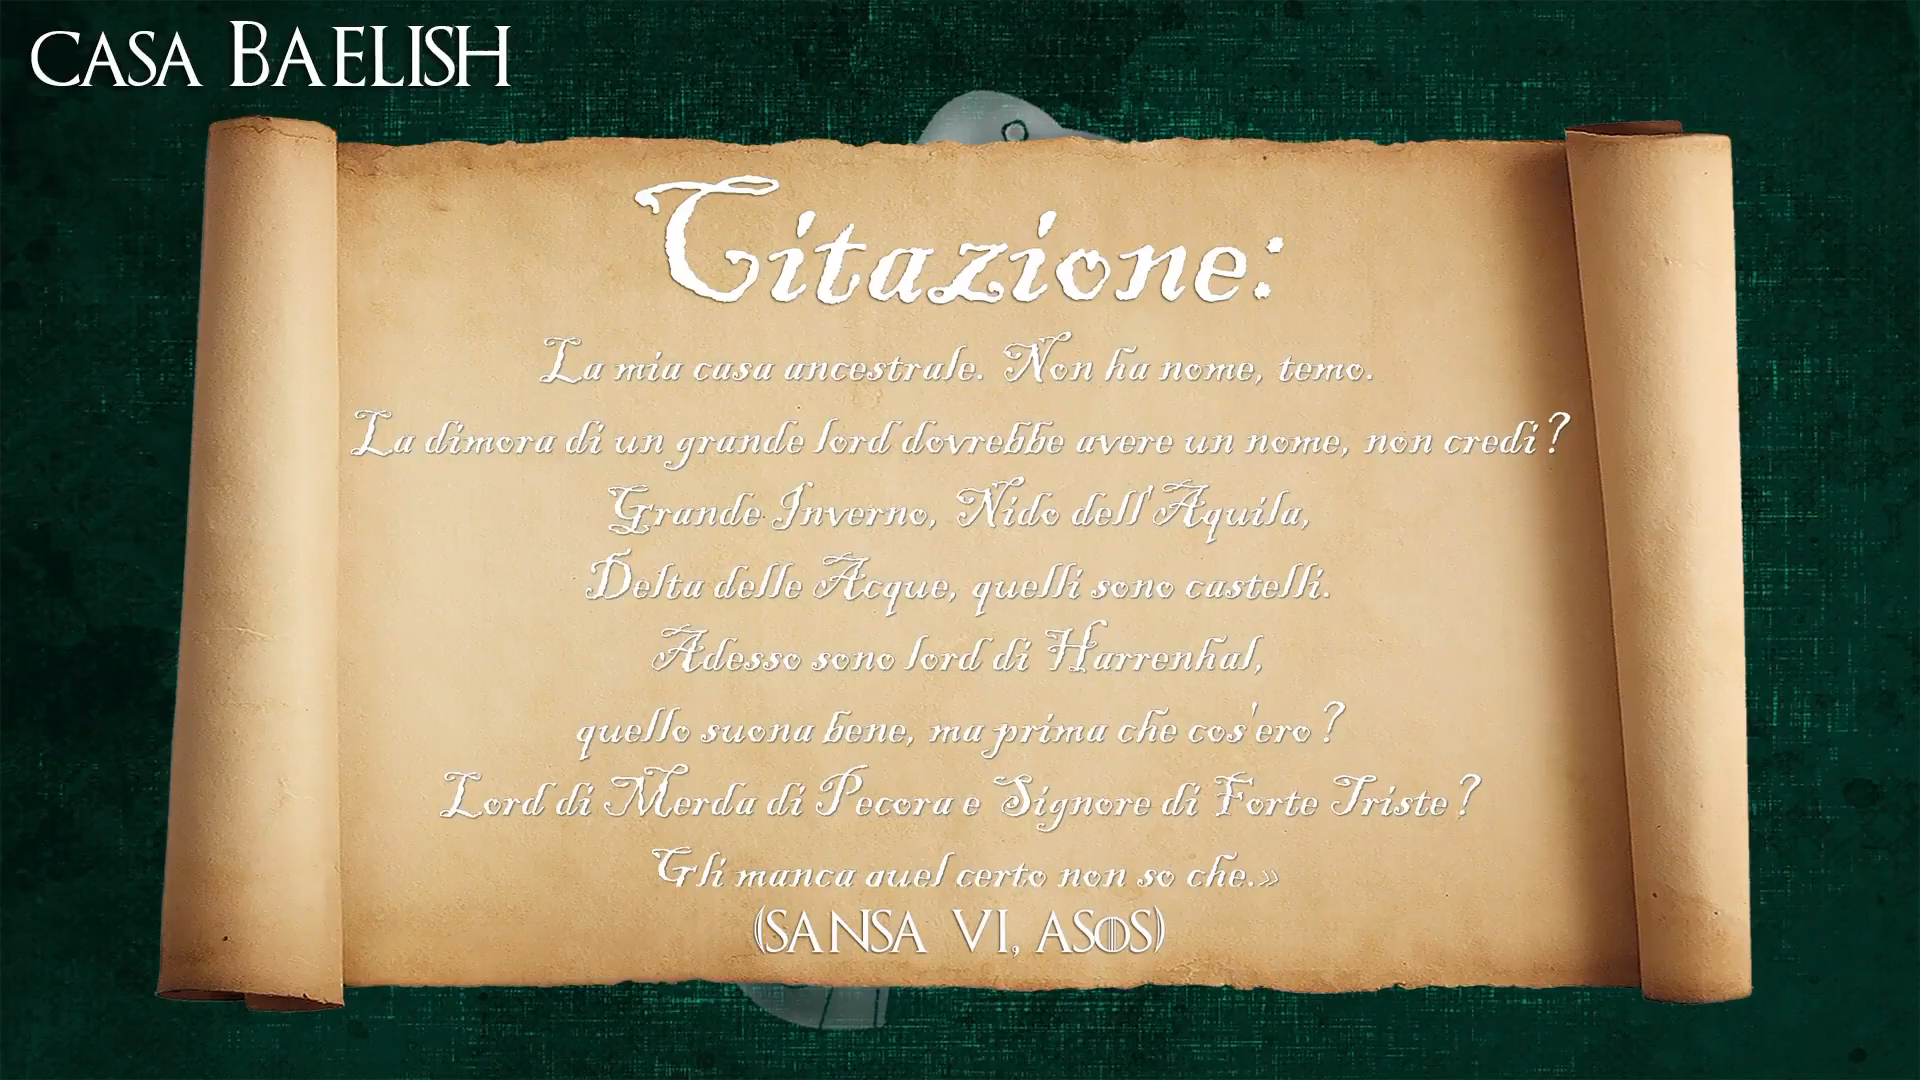 CASA BAELISH
Citazione:
La mia casa ancestrale. Non ha nome, temo.
La dimora di un grande lord dovrebbe avere un nome, non credi?
Grande Inverno, Nido dell'Aquila,
Delta delle Acque, quelli sono castelli.
Adesso sono lord di Harrenhal,
quello suona bene, ma prima che cos'ero?
Lord di Merda di Pecora e Signore di Forte Triste?
Gli manca quel certo non so che.»
(SANSA VI, ASOS)